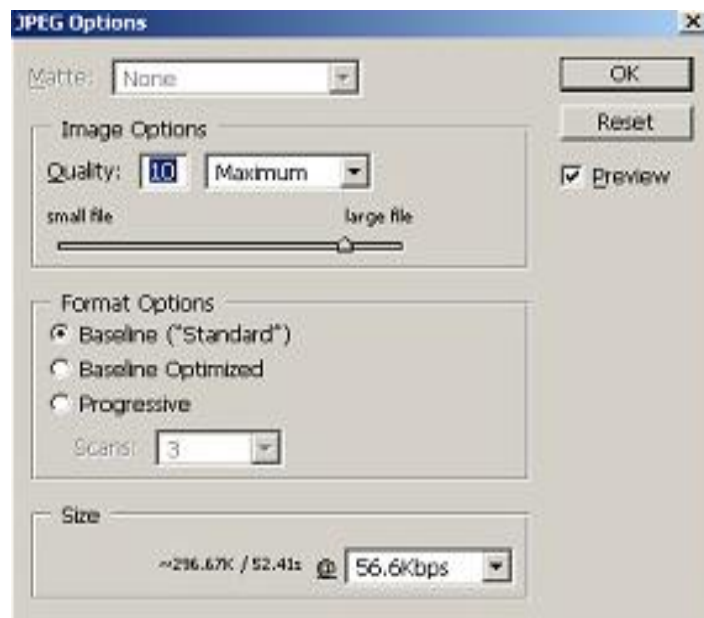 JPEG Options
Matte: None
OK
Image Options
Reset
Quality: 10 Maximum
Preview
small file large file
Format Options
Baseline ("Standard")
Baseline Optimized
Progressive
Scans: 3
Size
~296.67K / 52.41s @ 56.6Kbps